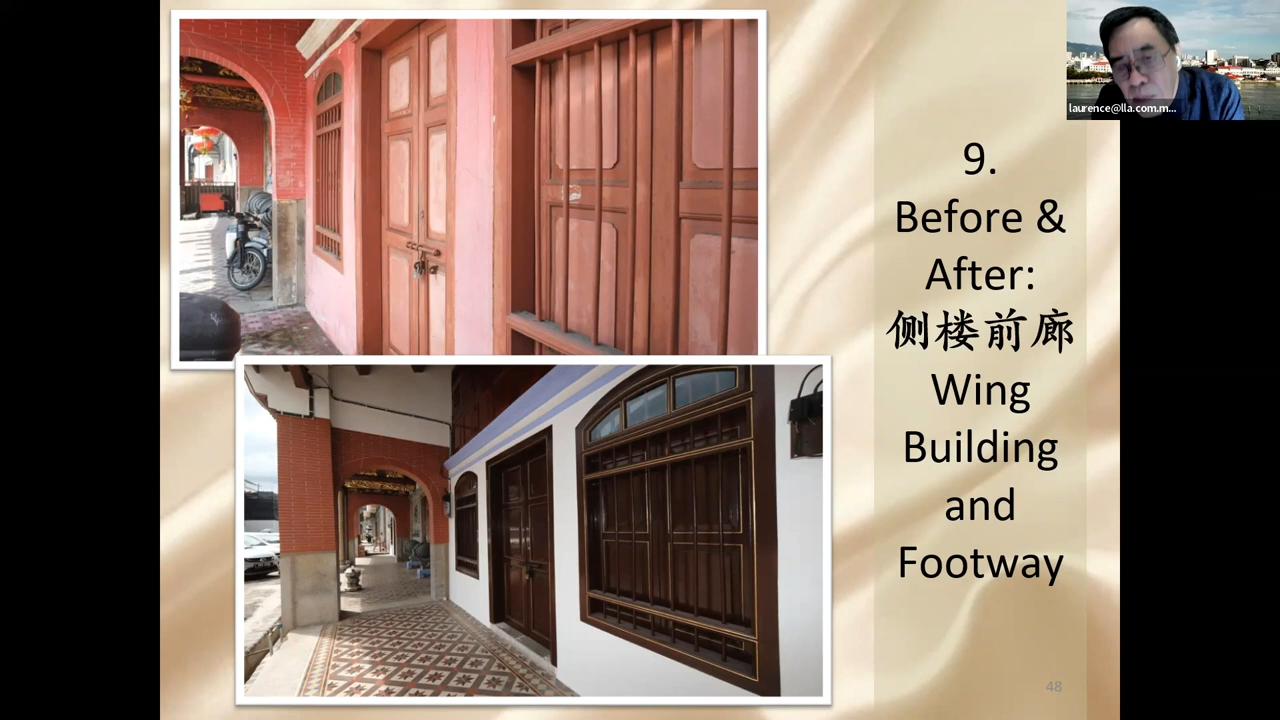 laurence@lla.com.m...
9.
Before &
After:
侧楼前廊
Wing
Building
and
Footway
48